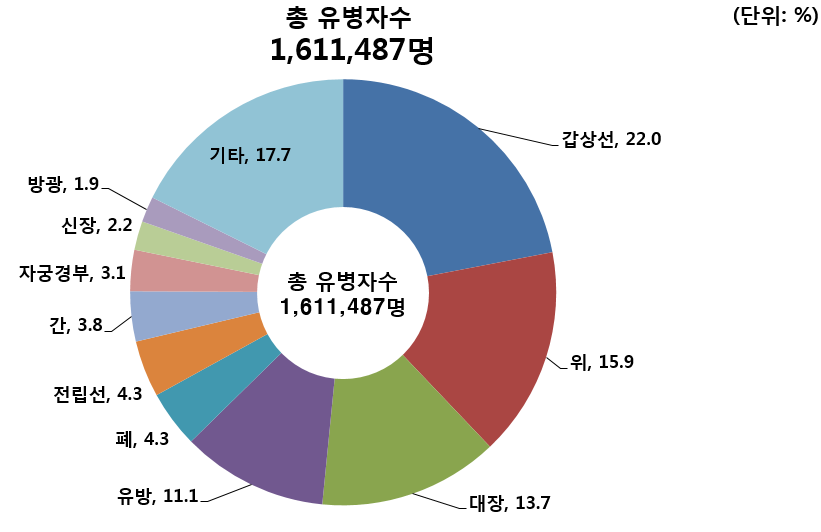 총 유병자수
1,611,487명
(단위: %)
갑상선, 22.0
위, 15.9
대장, 13.7
유방, 11.1
폐, 4.3
전립선, 4.3
간, 3.8
자궁경부, 3.1
신장, 2.2
방광, 1.9
기타, 17.7
총 유병자수
1,611,487명